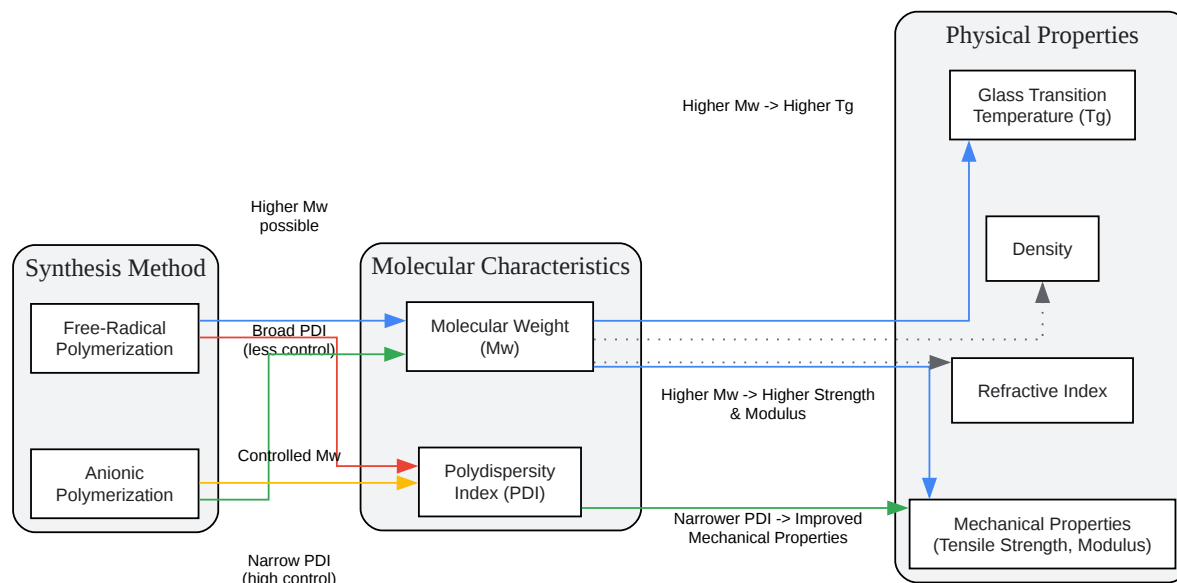 Physical Properties
Glass Transition
Temperature (Tg)
Higher Mw -> Higher Tg
Higher Mw
possible
Density
Synthesis Method
Molecular Characteristics
Free-Radical
Polymerization
Broad PDI
(less control)
Molecular Weight
(Mw)
Refractive Index
Higher Mw -> Higher Strength
& Modulus
Controlled Mw
Anionic
Polymerization
Polydispersity
Index (PDI)
Narrower PDI -> Improved
Mechanical Properties
Mechanical Properties
(Tensile Strength, Modulus)
Narrow PDI
(high control)